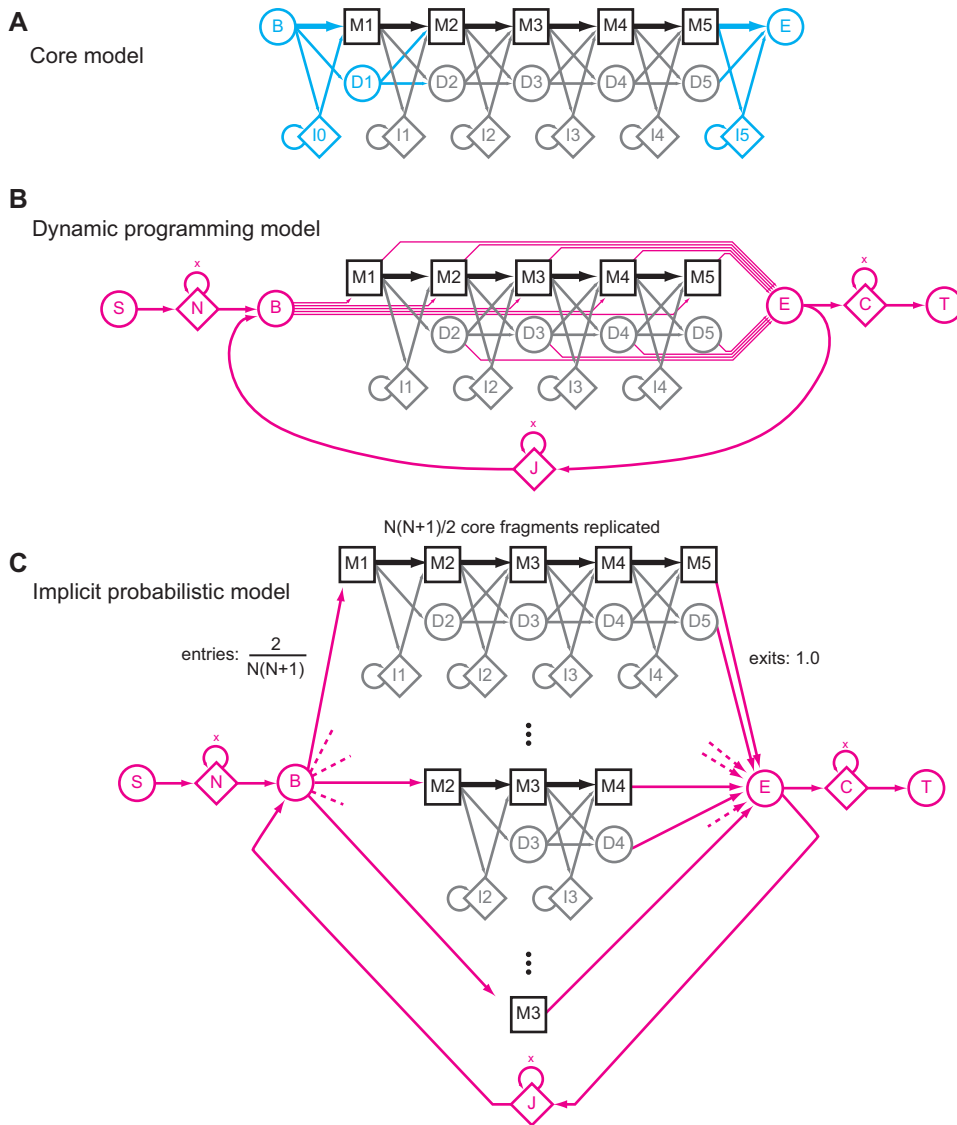 A
Core model
B M1 M2 M3 M4 M5 E
D1 D2 D3 D4 D5
I0 I1 I2 I3 I4 I5
B
Dynamic programming model
x x
M1 M2 M3 M4 M5
S N B E C T
D2 D3 D4 D5
I1 I2 I3 I4
x
J
N(N+1)/2 core fragments replicated
C
M1 M2 M3 M4 M5
Implicit probabilistic model
D2 D3 D4 D5
entries: 2
N(N+1)
exits: 1.0
I1 I2 I3 I4
x x
S N B E C T
M2 M3 M4
D3 D4
I2 I3
M3
x
J